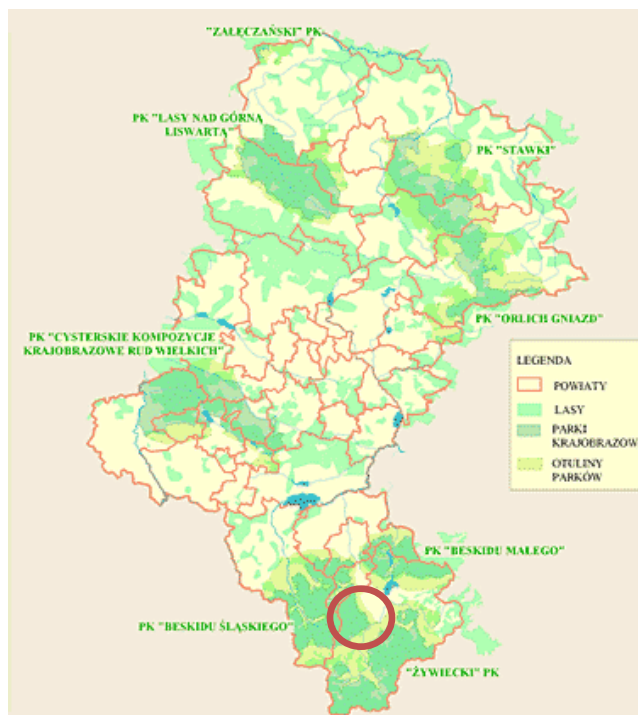 "ZAŁĘCZAŃSKI" PK
PK "LASY NAD GÓRNĄ
LISWARTĄ"
PK "STAWKI"
PK "ORLICH GNIAZD"
PK "CYSTERSKIE KOMPOZYCJE
KRAJOBRAZOWE RUD WIELKICH"
LEGENDA
POWIATY
LASY
PARKI
KRAJOBRAZOW
OTULINY
PARKÓW
PK "BESKIDU MAŁEGO"
PK "BESKIDU ŚLĄSKIEGO"
"ŻYWIECKI" PK